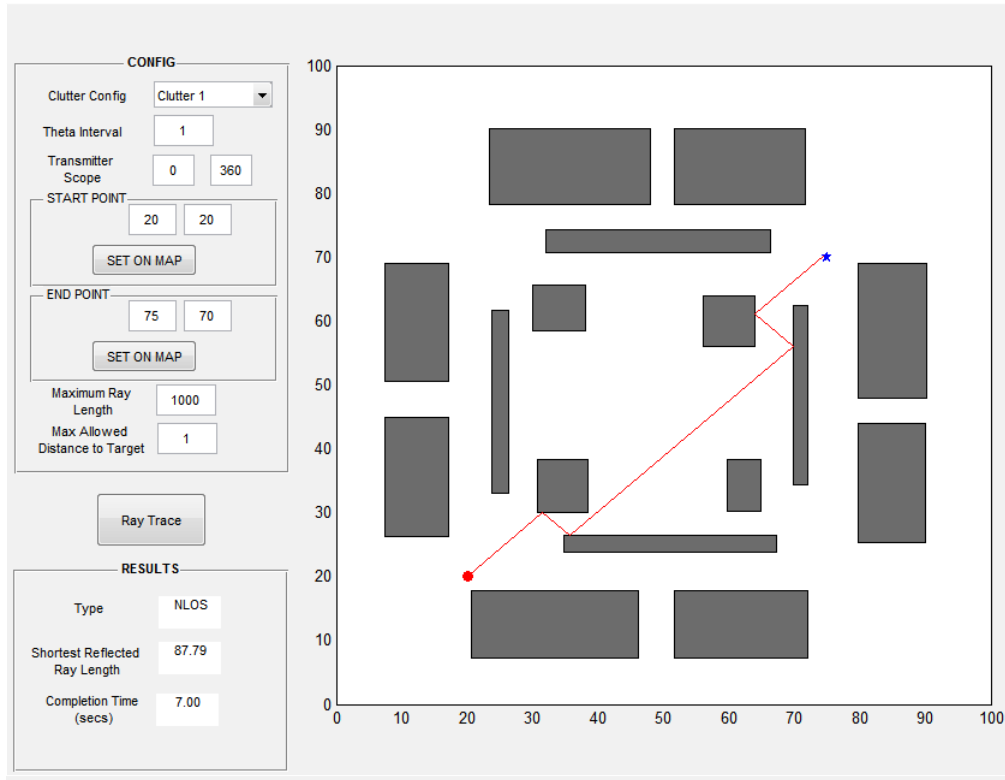 CONFIG
Clutter Config Clutter 1
Theta Interval 1
Transmitter
Scope 0 360
START POINT
20 20
SET ON MAP
END POINT
75 70
SET ON MAP
Maximum Ray
Length 1000
Max Allowed
Distance to Target 1
Ray Trace
RESULTS
Type NLOS
Shortest Reflected
Ray Length 87.79
Completion Time
(secs) 7.00
100
90
80
70
60
50
40
30
20
10
0
0 10 20 30 40 50 60 70 80 90 100